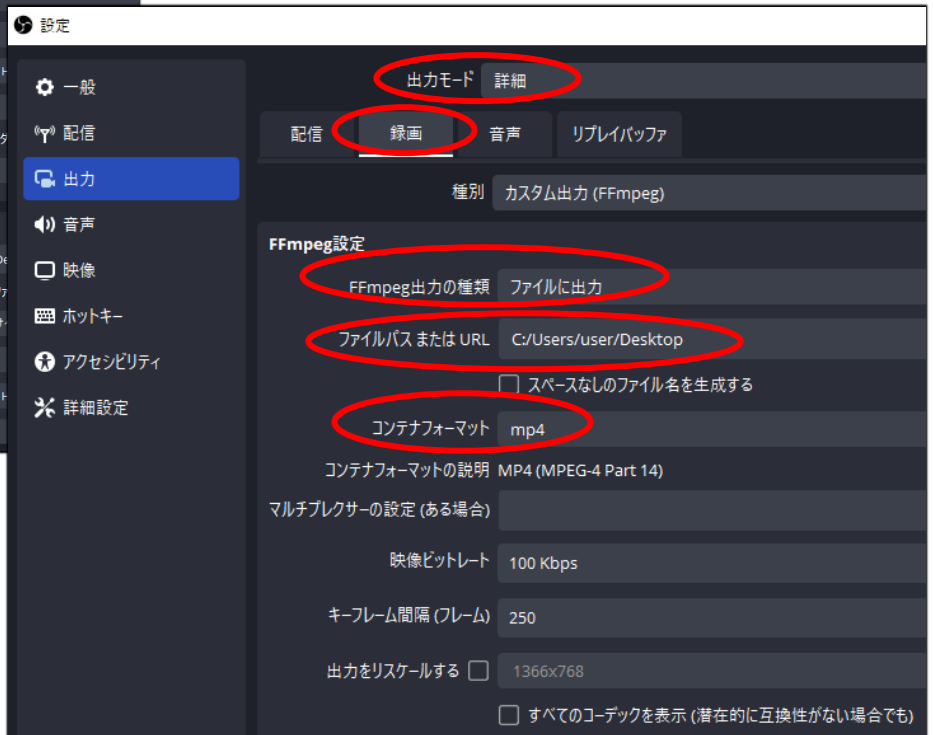 設定
一般
配信
出力
音声
映像
ホットキー
アクセシビリティ
詳細設定
出力モード 詳細
配信 録画 音声 リプレイバッファ
種別 カスタム出力 (FFmpeg)
FFmpeg設定
FFmpeg出力の種類 ファイルに出力
ファイルパス または URL C:/Users/user/Desktop
スペースなしのファイル名を生成する
コンテナフォーマット mp4
コンテナフォーマットの説明 MP4 (MPEG-4 Part 14)
マルチプレクサーの設定 (ある場合)
映像ビットレート 100 Kbps
キーフレーム間隔 (フレーム) 250
出力をリスケールする 1366x768
すべてのコーデックを表示 (潜在的に互換性がない場合でも)